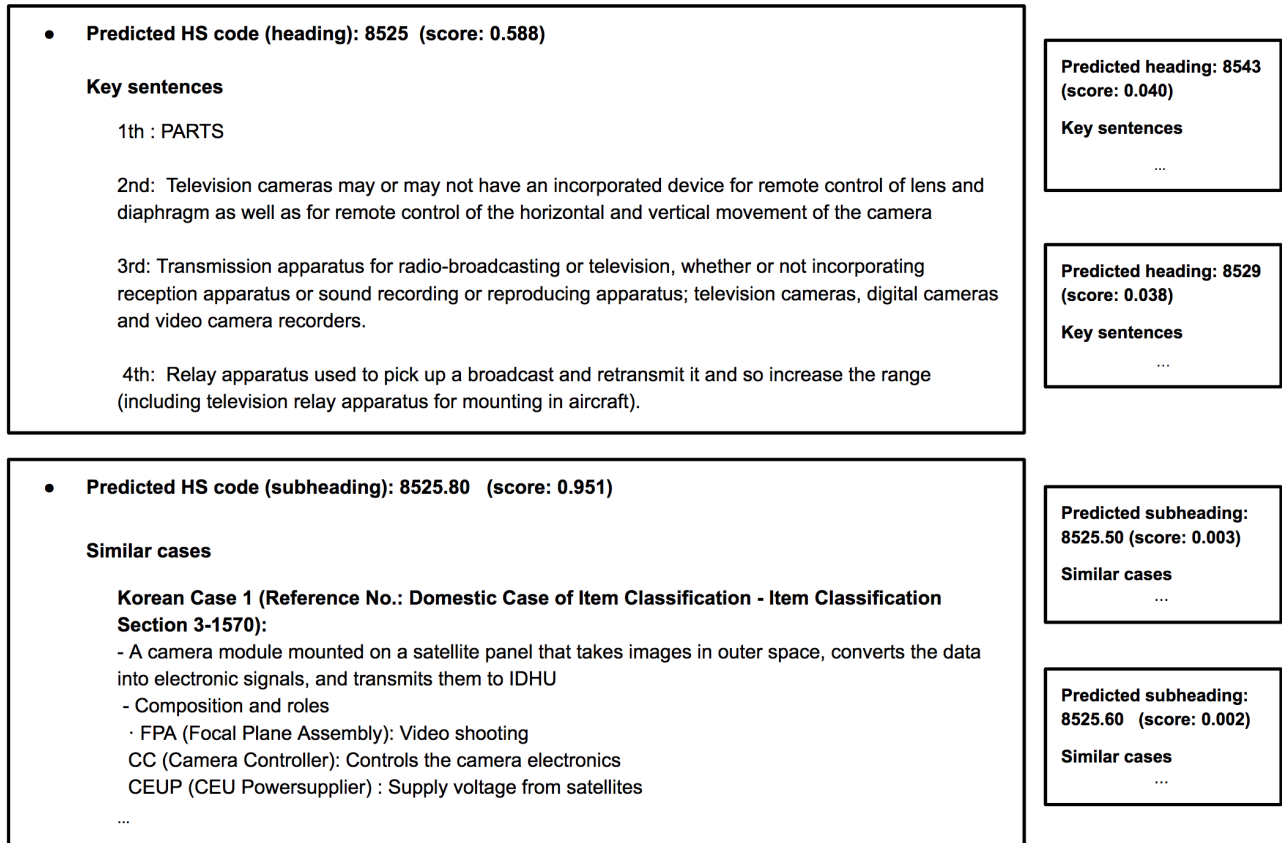 ● Predicted HS code (heading): 8525 (score: 0.588)
Key sentences
1th : PARTS
2nd: Television cameras may or may not have an incorporated device for remote control of lens and
diaphragm as well as for remote control of the horizontal and vertical movement of the camera
3rd: Transmission apparatus for radio-broadcasting or television, whether or not incorporating
reception apparatus or sound recording or reproducing apparatus; television cameras, digital cameras
and video camera recorders.
4th: Relay apparatus used to pick up a broadcast and retransmit it and so increase the range
(including television relay apparatus for mounting in aircraft).
Predicted heading: 8543
(score: 0.040)
Key sentences
...
Predicted heading: 8529
(score: 0.038)
Key sentences
...
● Predicted HS code (subheading): 8525.80 (score: 0.951)
Similar cases
Korean Case 1 (Reference No.: Domestic Case of Item Classification - Item Classification
Section 3-1570):
- A camera module mounted on a satellite panel that takes images in outer space, converts the data
into electronic signals, and transmits them to IDHU
- Composition and roles
· FPA (Focal Plane Assembly): Video shooting
CC (Camera Controller): Controls the camera electronics
CEUP (CEU Powersupplier) : Supply voltage from satellites
...
Predicted subheading:
8525.50 (score: 0.003)
Similar cases
...
Predicted subheading:
8525.60 (score: 0.002)
Similar cases
...